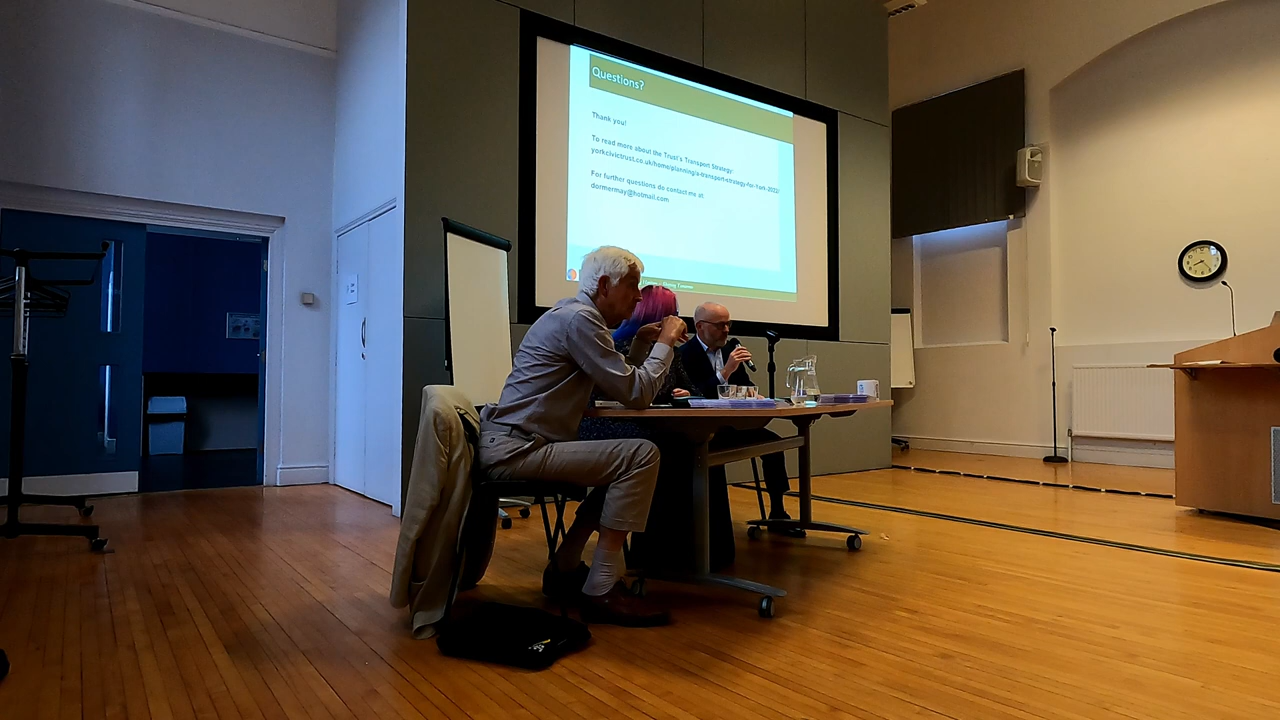 Questions?
Thank you!
To read more about the Trust's Transport Strategy:
yorkcivictrust.co.uk/home/planning/a-transport-strategy-for-york-2022/
For further questions do contact me at:
dormermay@hotmail.com